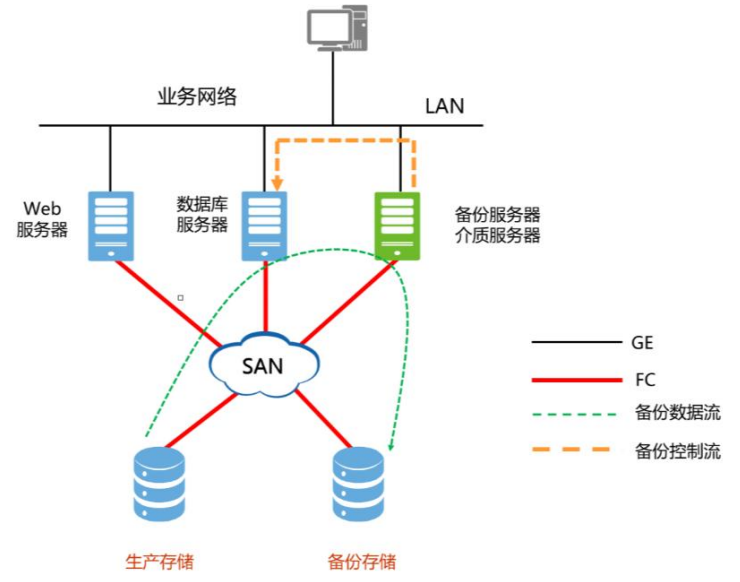 业务网络
LAN
Web
服务器
数据库
服务器
备份服务器
介质服务器
SAN
GE
FC
备份数据流
备份控制流
生产存储
备份存储